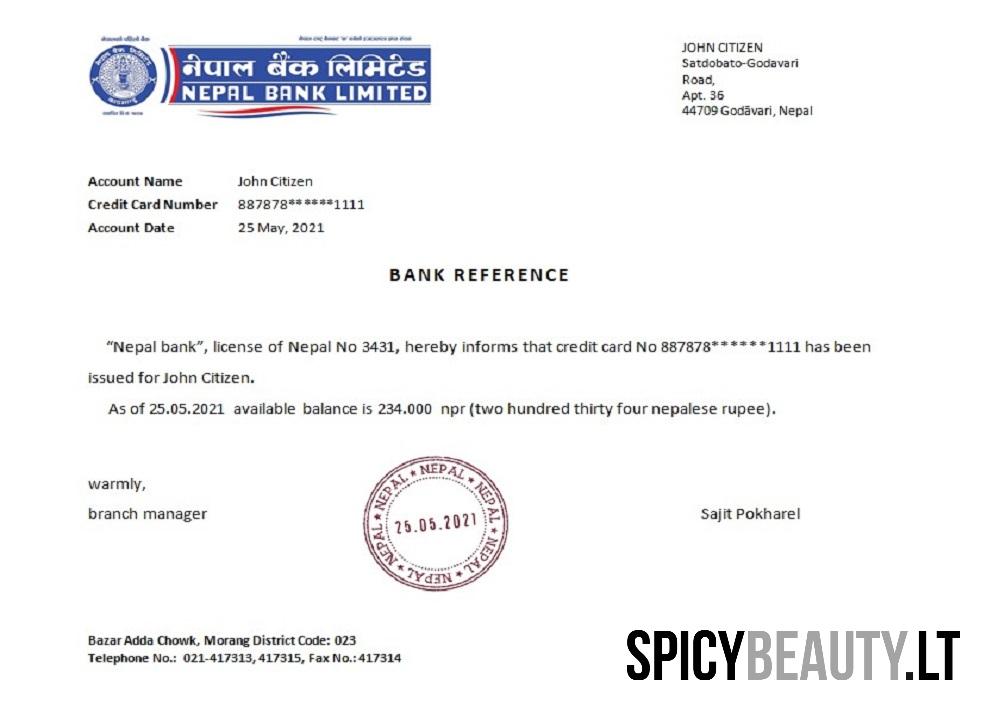 नेपाल बैंक लिमिटेड
NEPAL BANK LIMITED
JOHN CITIZEN
Satdobato-Godavari
Road,
Apt. 36
44709 Godāvari, Nepal
Account Name John Citizen
Credit Card Number 887878******1111
Account Date 25 May, 2021
BANK REFERENCE
“Nepal bank”, license of Nepal No 3431, hereby informs that credit card No 887878******1111 has been
issued for John Citizen.
As of 25.05.2021 available balance is 234.000 npr (two hundred thirty four nepalese rupee).
warmly,
branch manager
NEPAL ★ NEPAL ★ NEPAL ★ NEPAL ★ NEPAL ★ NEPAL ★ NEPAL ★
25.05.2021
Sajit Pokharel
Bazar Adda Chowk, Morang District Code: 023
Telephone No.: 021-417313, 417315, Fax No.: 417314
SPICYBEAUTY.LT